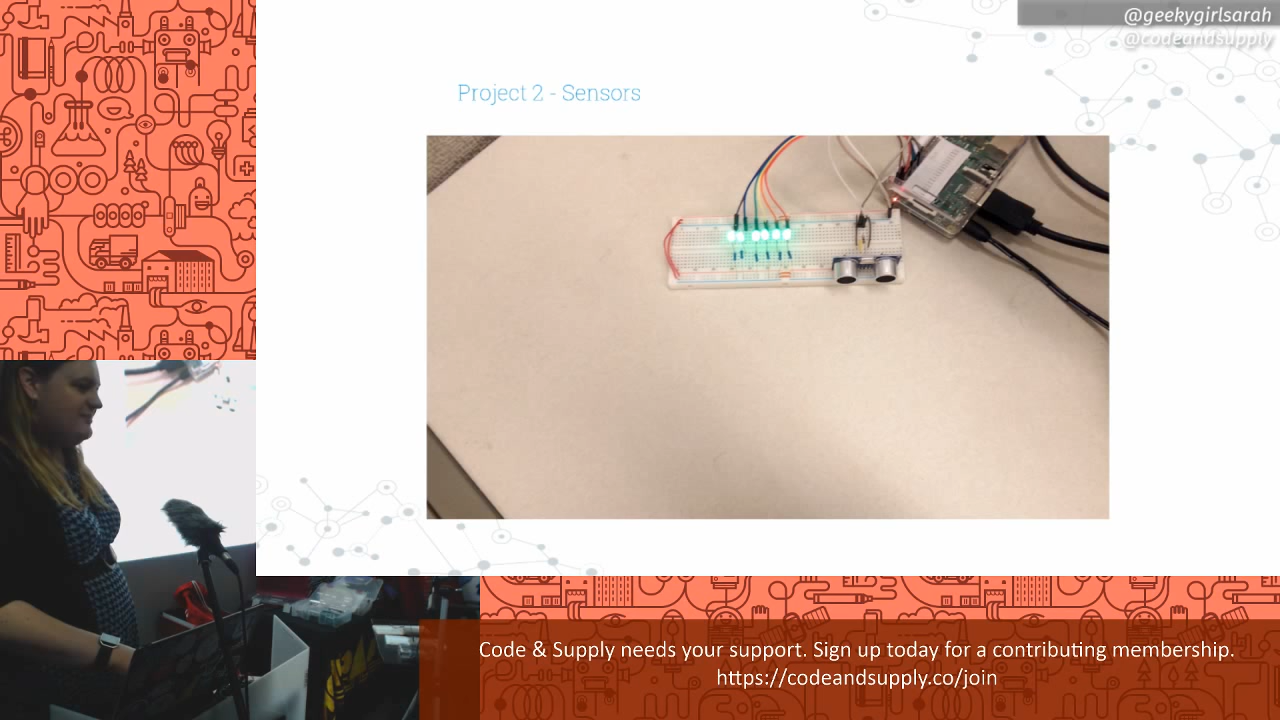 @geekygirlsarah
@codeandsupply
Project 2 - Sensors
Code & Supply needs your support. Sign up today for a contributing membership.
https://codeandsupply.co/join